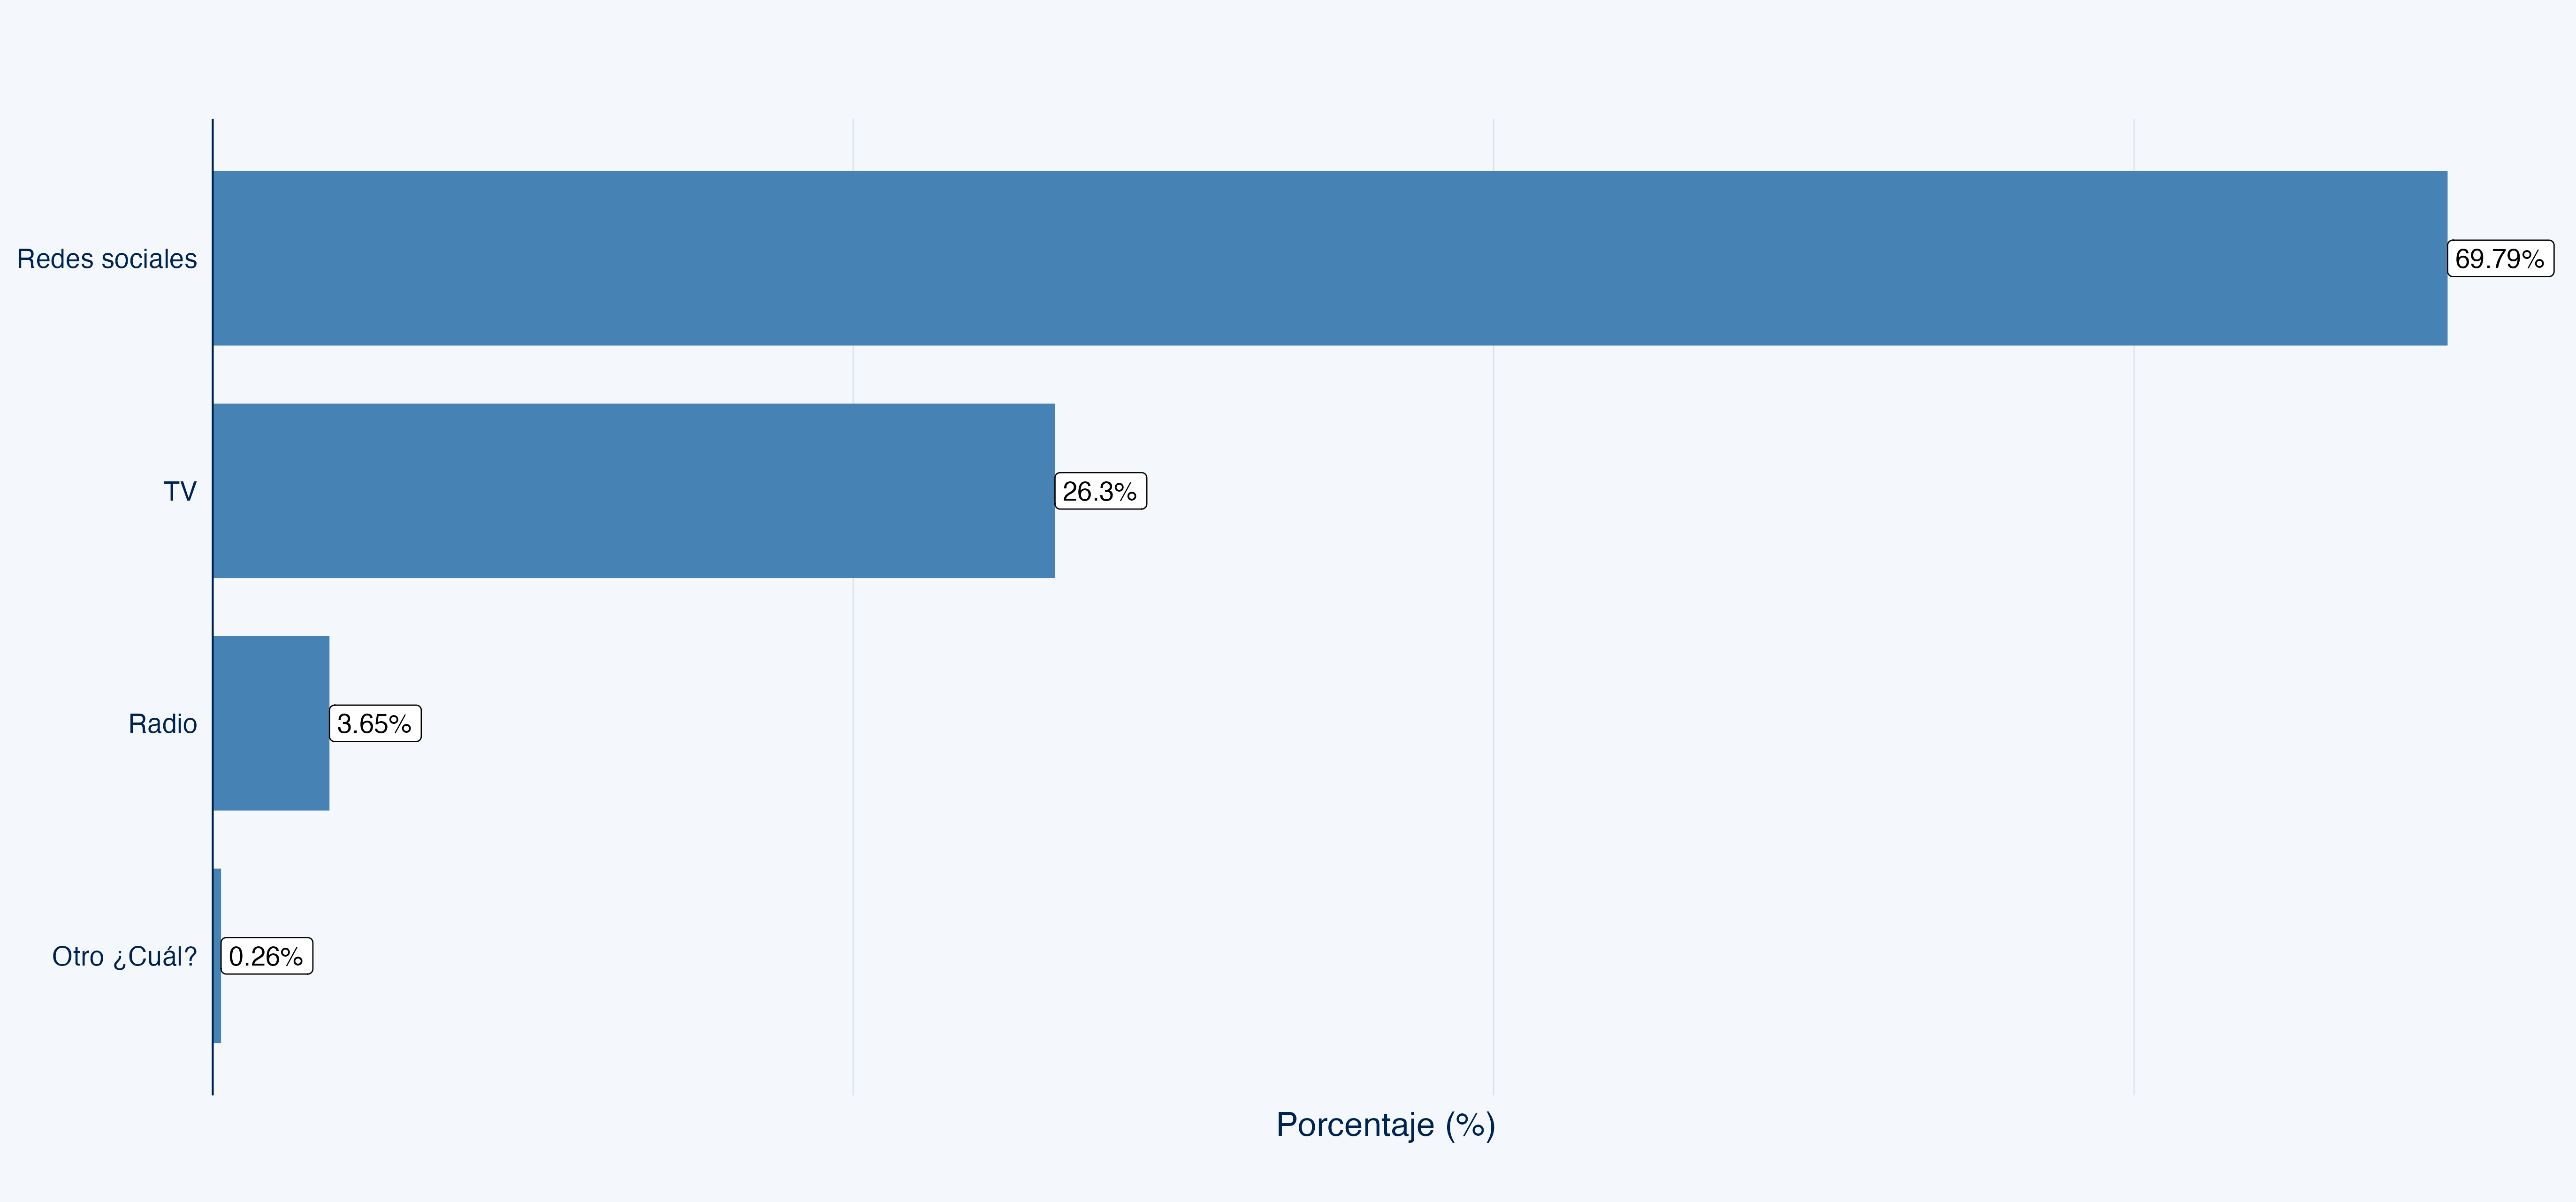 Redes sociales
69.79%
TV
26.3%
Radio
3.65%
Otro ¿Cuál?
0.26%
Porcentaje (%)